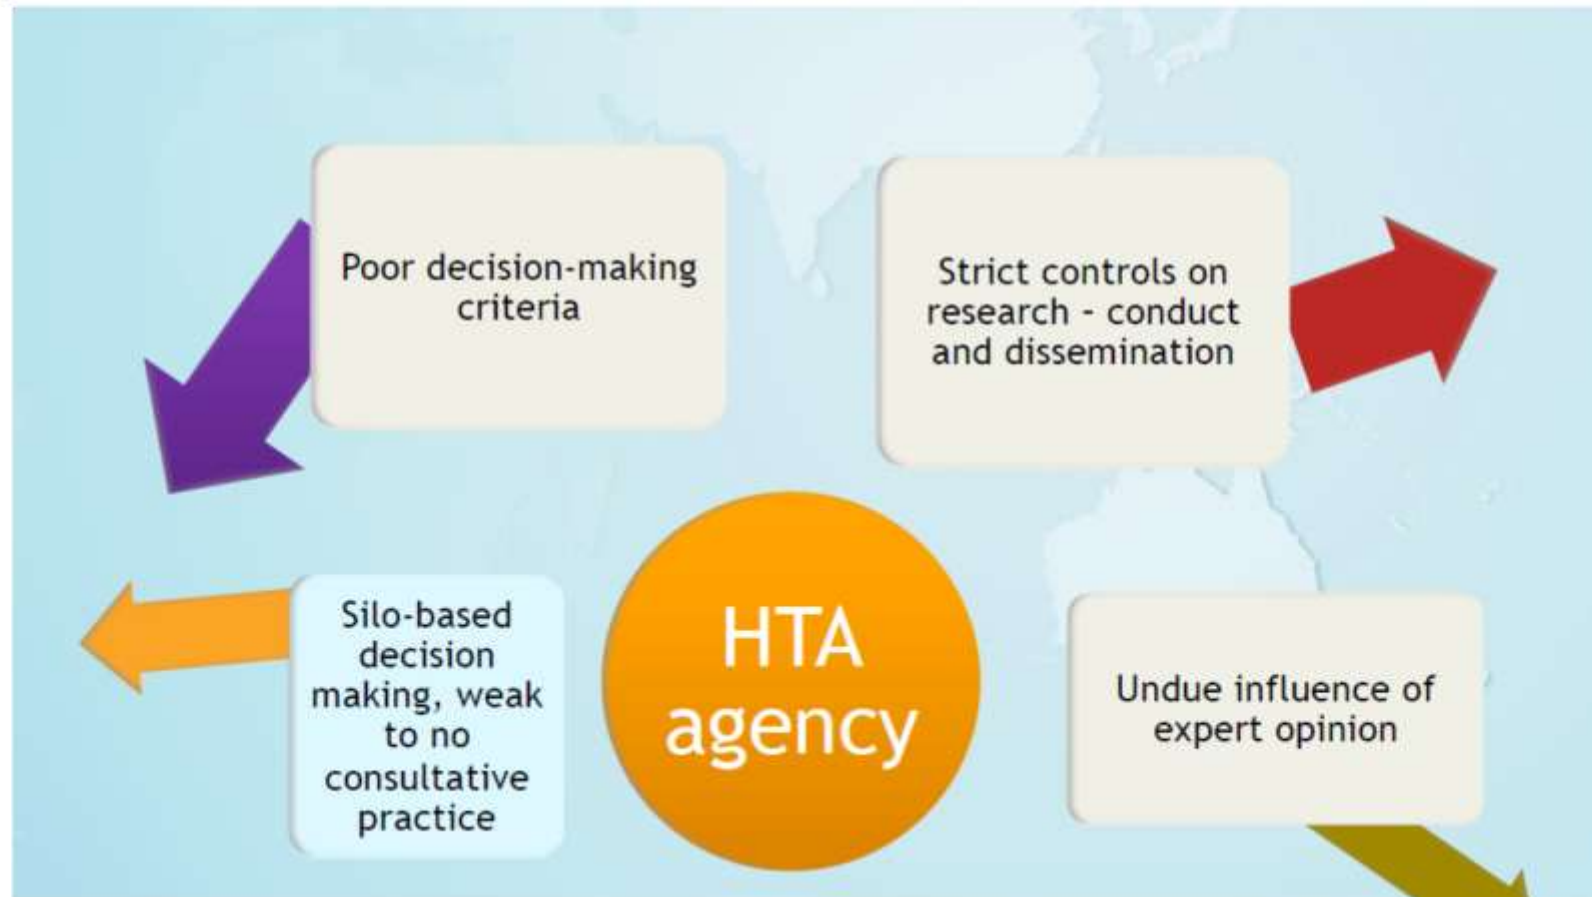 Poor decision-making
criteria
Strict controls on
research - conduct
and dissemination
Silo-based
decision
making, weak
to no
consultative
practice
HTA
agency
Undue influence of
expert opinion